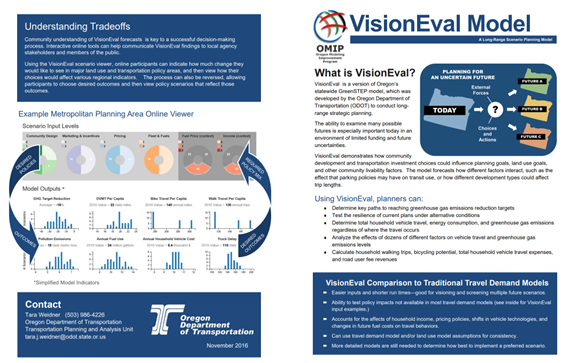 Understanding Tradeoffs
Community understanding of VisionEval forecasts is key to a successful decision-making
process. Interactive online tools can help communicate VisionEval findings to local agency
stakeholders and members of the public.
Using the VisionEval scenario viewer, online participants can indicate how much change they
would like to see in major land use and transportation policy areas, and then view how their
choices would affect various regional indicators. The process can also be reversed, allowing
participants to choose desired outcomes and then view policy scenarios that reflect those
outcomes.
Example Metropolitan Planning Area Online Viewer
Scenario Input Levels
Community Design
Marketing & Incentives
Pricing
Fleet & Fuels
Fuel Price (context)
Income (context)
DESIRED
POLICIES
REQUIRED
POLICY MIX
Model Outputs *
GHG Target Reduction
DVMT Per Capita
Bike Travel Per Capita
Walk Travel Per Capita
Pollution Emissions
Annual Fuel Use
Annual Household Vehicle Cost
Truck Delay
OUTCOMES
DESIRED
OUTCOMES
*Simplified Model Indicators
Contact
Tara Weidner (503) 986-4226
Oregon Department of Transportation
Transportation Planning and Analysis Unit
tara.j.weidner@odot.state.or.us
Oregon
Department
of Transportation
November 2016
OMIP
Oregon Modeling
Improvement
Program
VisionEval Model
A Long-Range Scenario Planning Model
What is VisionEval?
VisionEval is a version of Oregon's
statewide GreenSTEP model, which was
developed by the Oregon Department of
Transportation (ODOT) to conduct long-
range strategic planning.
The ability to examine many possible
futures is especially important today in an
environment of limited funding and future
uncertainties.
PLANNING FOR
AN UNCERTAIN FUTURE
External
Forces
TODAY
?
Choices
and
Actions
FUTURE A
FUTURE B
FUTURE C
VisionEval demonstrates how community
development and transportation investment choices could influence planning goals, land use goals,
and other community livability factors. The model forecasts how different factors interact, such as the
effect that parking policies may have on transit use, or how different development types could affect
trip lengths.
Using VisionEval, planners can:
• Determine key paths to reaching greenhouse gas emissions reduction targets
• Test the resilience of current plans under alternative conditions
• Determine total household vehicle travel, energy consumption, and greenhouse gas emissions
regardless of where the travel occurs
• Analyze the effects of dozens of different factors on vehicle travel and greenhouse gas
emissions levels
• Calculate household walking trips, bicycling potential, total household vehicle travel expenses,
and road user fee revenues
VisionEval Comparison to Traditional Travel Demand Models
Easier inputs and shorter run times—good for visioning and screening multiple future scenarios.
Ability to test policy impacts not available in most travel demand models (see inside for VisionEval
input examples.)
Accounts for the affects of household income, pricing policies, shifts in vehicle technologies, and
changes in future fuel costs on travel behaviors.
Can use travel demand model and/or land use model assumptions for consistency.
More detailed models are still needed to determine how best to implement a preferred scenario.